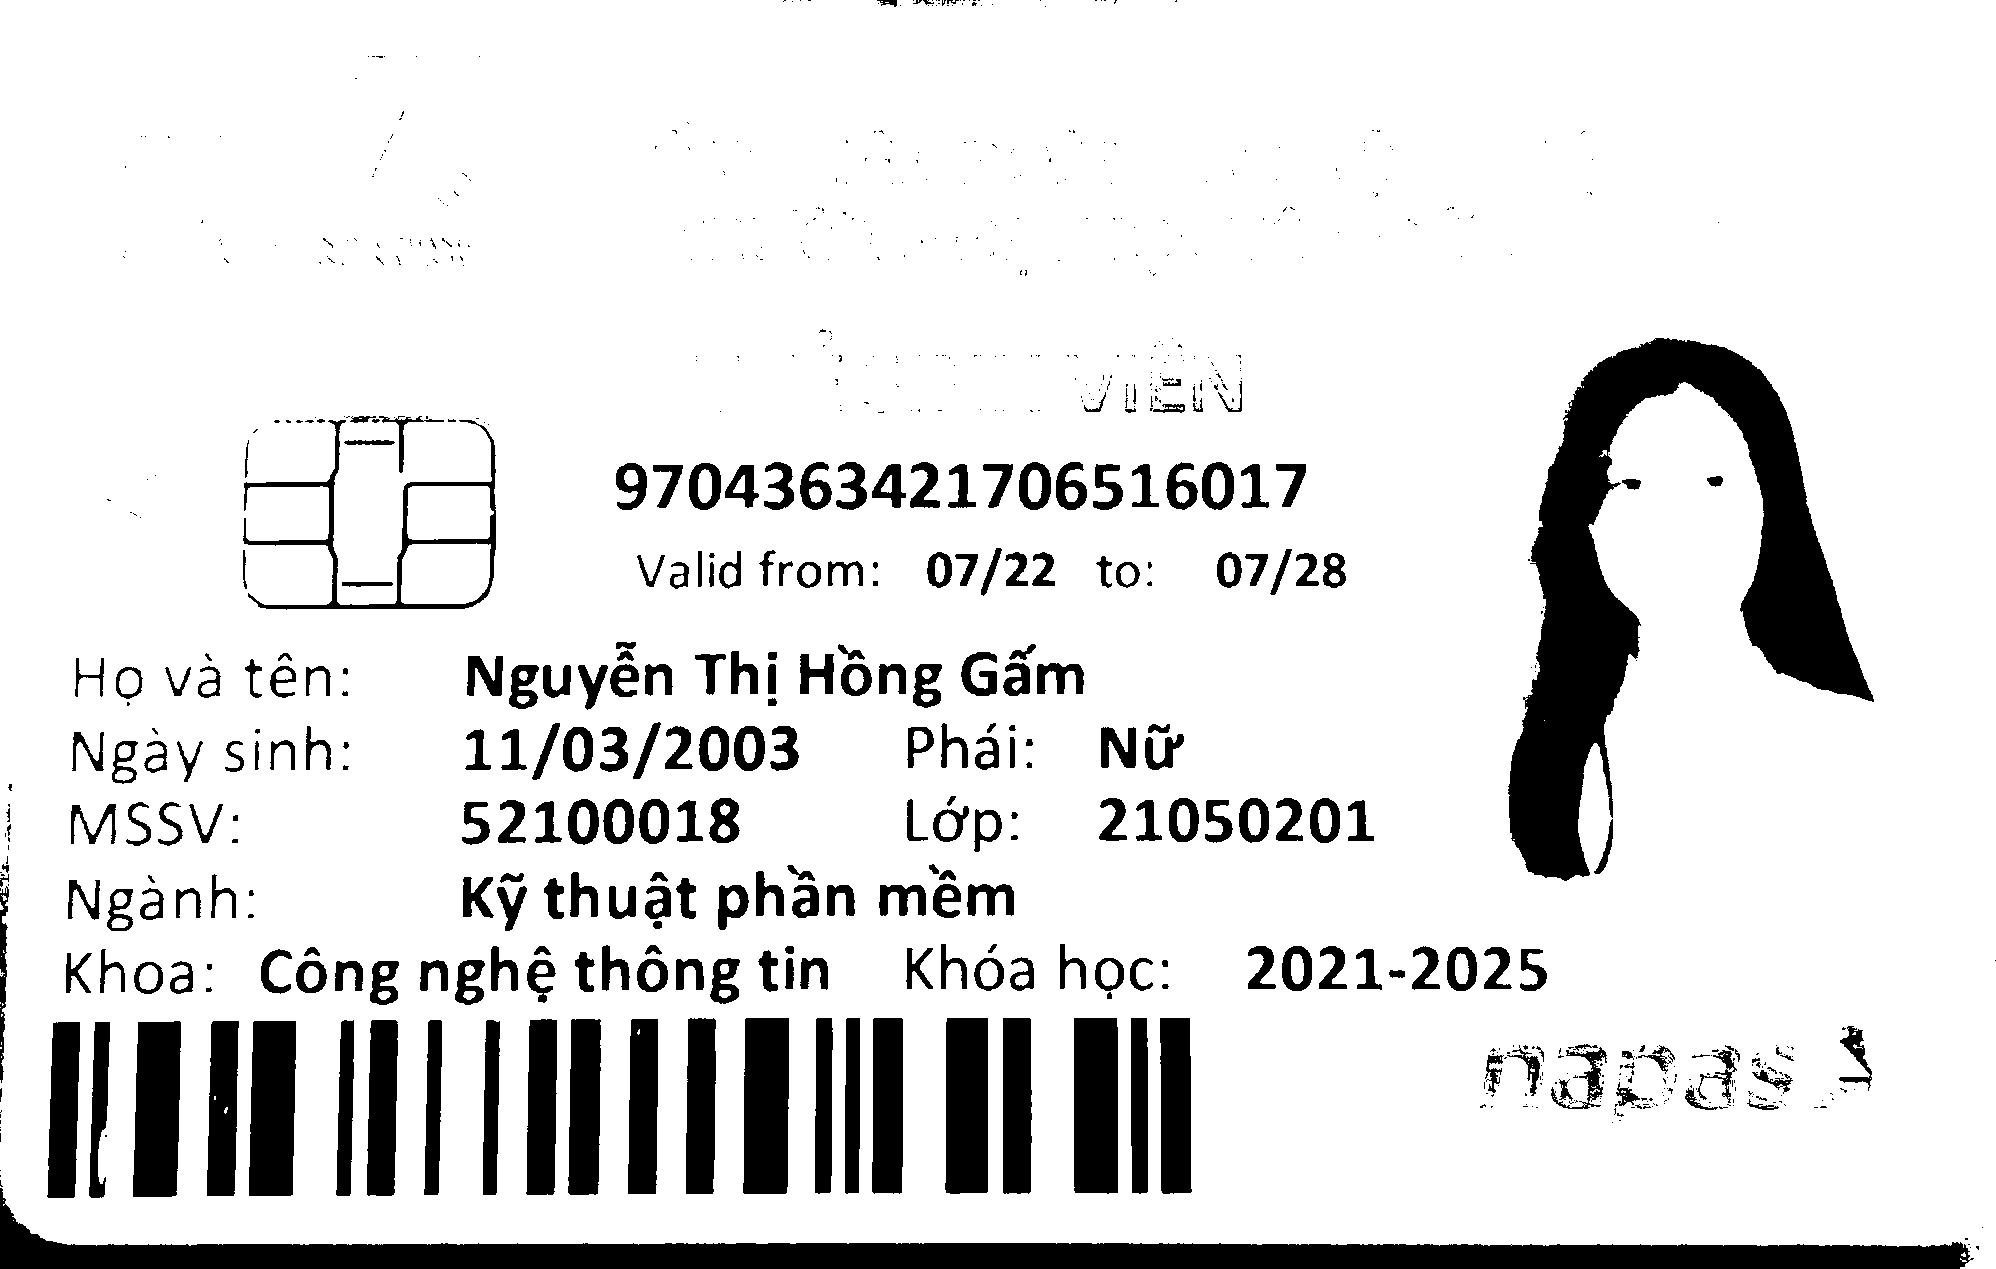 VIÊN
9704363421706516017
Valid from: 07/22 to: 07/28
Họ và tên: Nguyễn Thị Hồng Gấm
Ngày sinh: 11/03/2003 Phái: Nữ
MSSV: 52100018 Lớp: 21050201
Ngành: Kỹ thuật phần mềm
Khoa: Công nghệ thông tin Khóa học: 2021-2025
napas